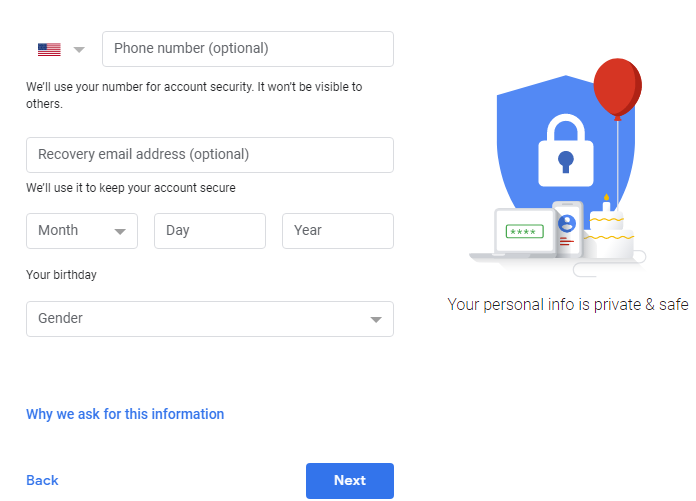 Phone number (optional)
We'll use your number for account security. It won't be visible to
others.
Recovery email address (optional)
We'll use it to keep your account secure
Month
Day
Year
Your birthday
Gender
****
Your personal info is private & safe
Why we ask for this information
Back
Next